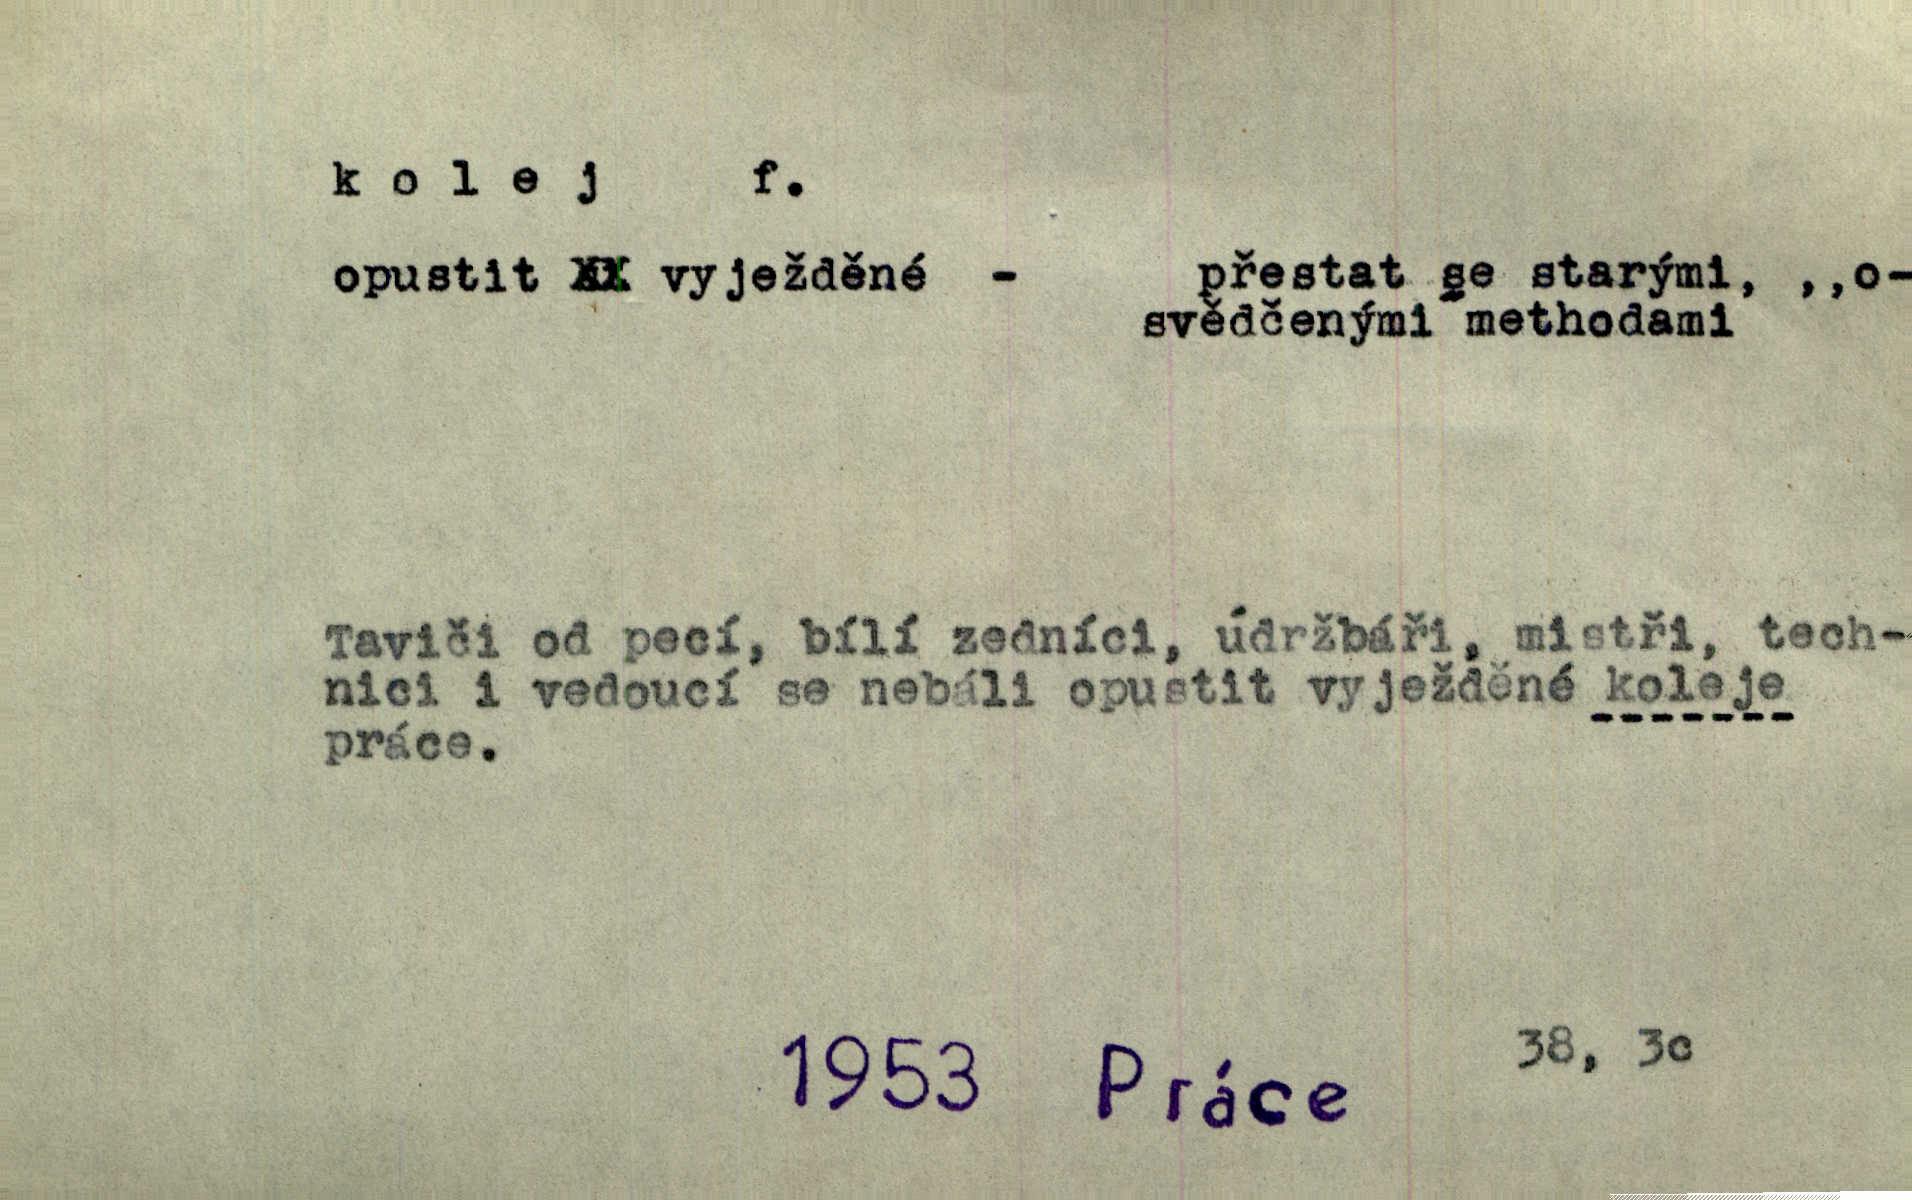 k o l e j f.
opustit vyježděné - přestat se starými, ,,o-
svědčenými methodami
Taviči od pecí, bílí zedníci, údržbáři, mistři, tech-
nici i vedoucí se nebáli opustit vyježděné koleje
práce.
1953 Práce 38, 3c